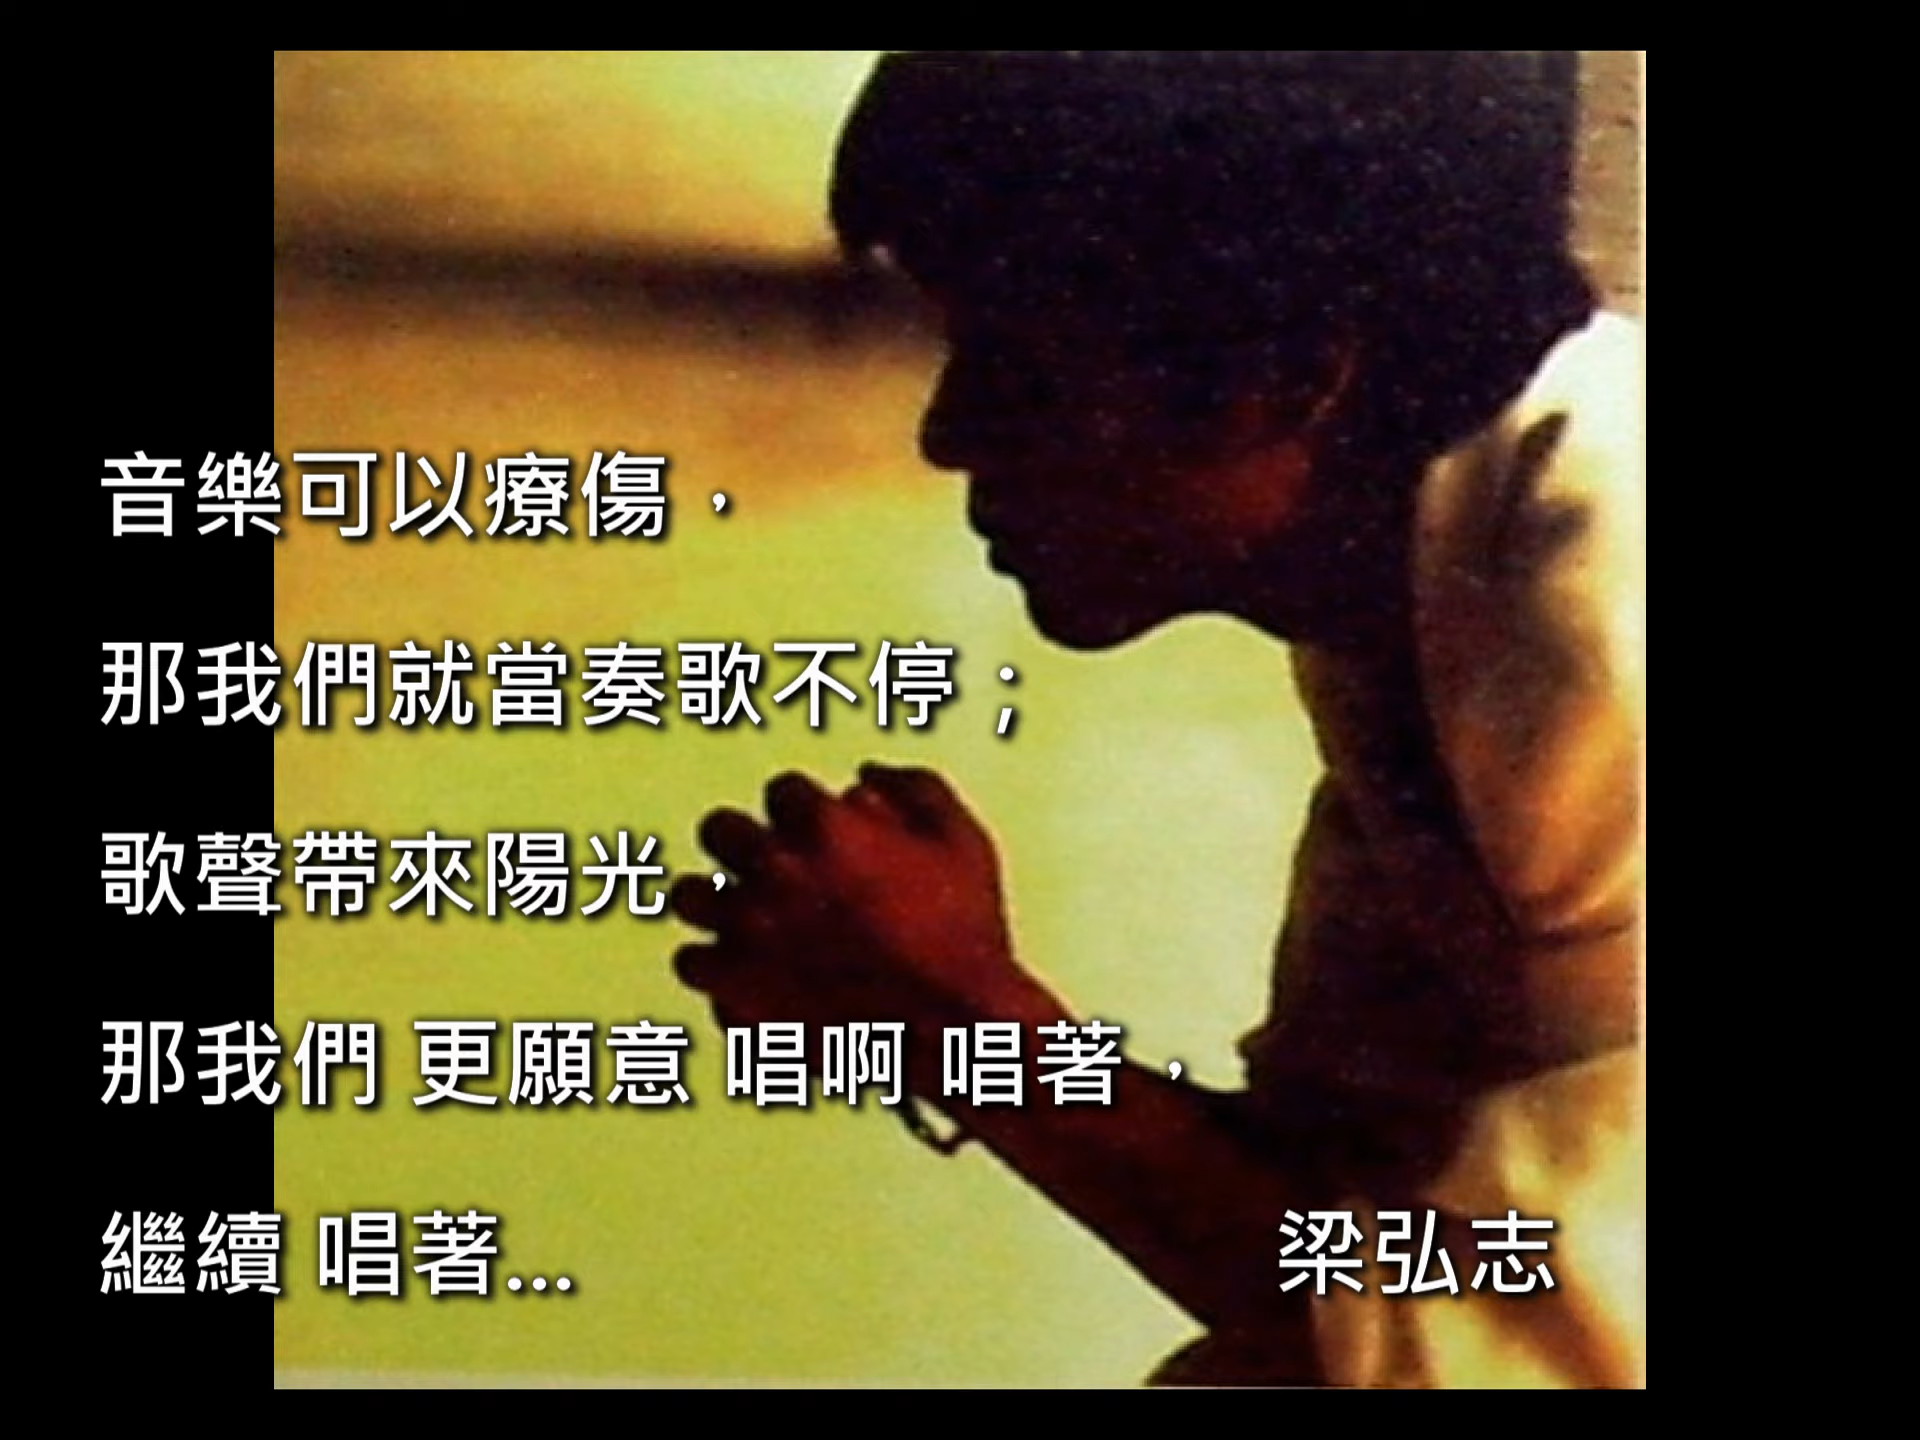 音樂可以療傷，
那我們就當奏歌不停；
歌聲帶來陽光，
那我們 更願意 唱啊 唱著，
繼續 唱著...
梁弘志